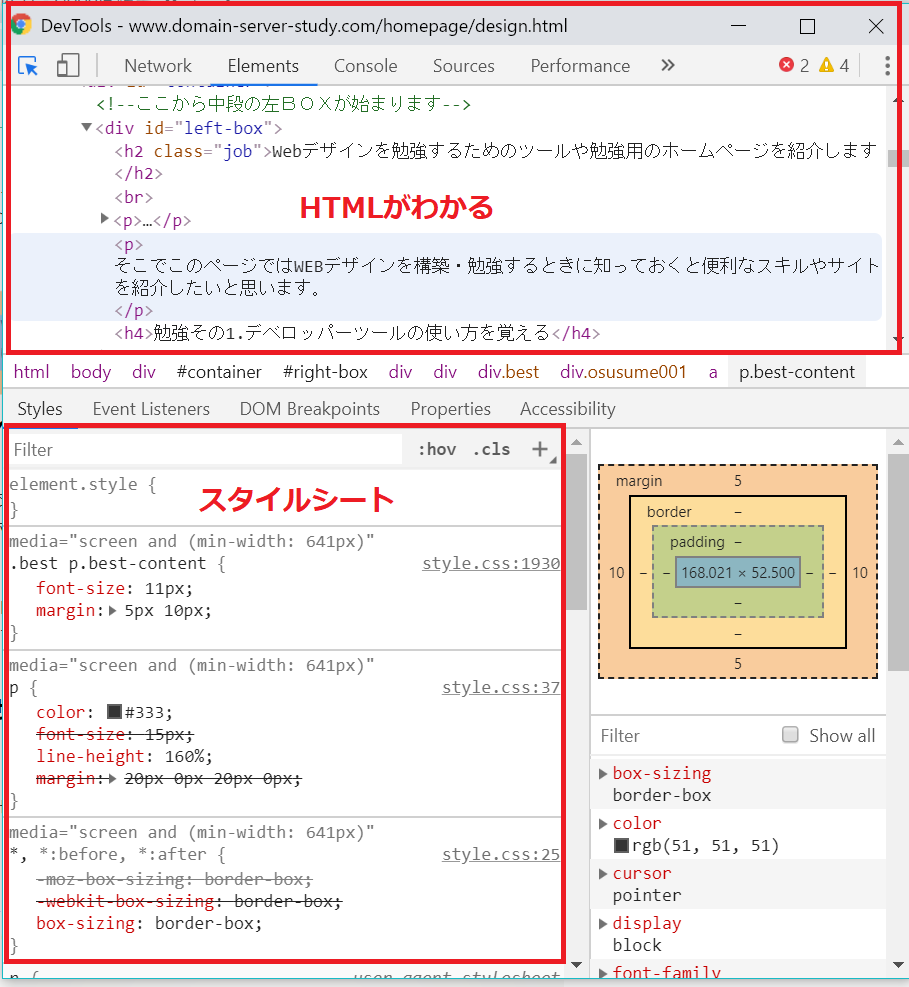 DevTools - www.domain-server-study.com/homepage/design.html
Network Elements Console Sources Performance » 2 4
<!--ここから中段の左ＢＯＸが始まります-->
▼<div id="left-box">
<h2 class="job">Webデザインを勉強するためのツールや勉強用のホームページを紹介します
</h2>
<br>
HTMLがわかる
▶<p>…</p>
<p>
そこでこのページではWEBデザインを構築・勉強するときに知っておくと便利なスキルやサイト
を紹介したいと思います。
</p>
<h4>勉強その1.デベロッパーツールの使い方を覚える</h4>
html body div #container #right-box div div div.best div.osusume001 a p.best-content
Styles Event Listeners DOM Breakpoints Properties Accessibility
Filter :hov .cls +
element.style {
スタイルシート
}
media="screen and (min-width: 641px)"
.best p.best-content { style.css:1930
font-size: 11px;
margin:▶5px 10px;
}
media="screen and (min-width: 641px)"
p { style.css:37
color: #333;
font-size: 15px;
line-height: 160%;
margin:▶20px 0px 20px 0px;
}
media="screen and (min-width: 641px)"
*, *:before, *:after { style.css:25
-moz-box-sizing: border-box;
-webkit-box-sizing: border-box;
box-sizing: border-box;
}
p { user agent stylesheet
margin 5
border –
padding –
10 – – 168.021 × 52.500 – – 10
–
–
5
Filter Show all
▶box-sizing
border-box
▶color
rgb(51, 51, 51)
▶cursor
pointer
▶display
block
▶font-family